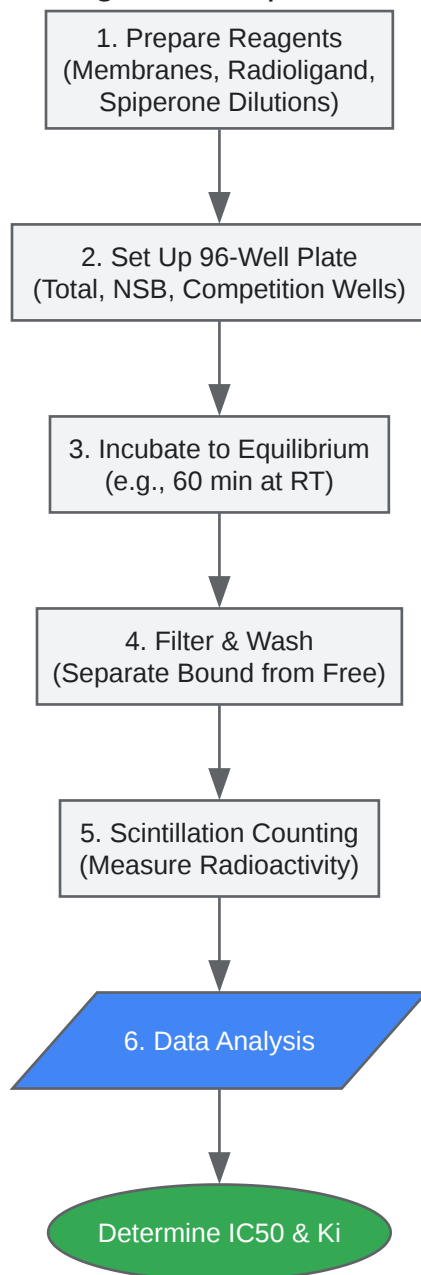 1. Prepare Reagents
(Membranes, Radioligand,
Spiperone Dilutions)
2. Set Up 96-Well Plate
(Total, NSB, Competition Wells)
3. Incubate to Equilibrium
(e.g., 60 min at RT)
4. Filter & Wash
(Separate Bound from Free)
5. Scintillation Counting
(Measure Radioactivity)
6. Data Analysis
Determine IC50 & Ki